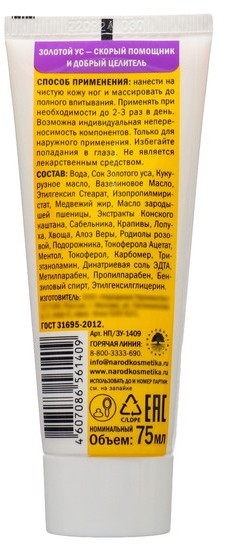 ЗОЛОТОЙ УС – СКОРЫЙ ПОМОЩНИК
И ДОБРЫЙ ЦЕЛИТЕЛЬ
СПОСОБ ПРИМЕНЕНИЯ: нанести на
чистую кожу ног и массировать до
полного впитывания. Применять при
необходимости до 2-3 раз в день.
Возможна индивидуальная непере-
носимость компонентов. Только для
наружного применения. Избегайте
попадания в глаза. Не является
лекарственным средством.
СОСТАВ: Вода, Сок Золотого уса, Куку-
рузное масло, Вазелиновое Масло,
Этилгексил Стеарат, Изопропилмири-
стат, Медвежий жир, Масло зароды-
шей пшеницы, Экстракты Конского
каштана, Сабельника, Крапивы, Лопу-
ха, Хвоща, Алоэ Веры, Родиолы розо-
вой, Подорожника, Токоферола Ацетат,
Ментол, Токоферол, Карбомер, Три-
этаноламин, Динатриевая соль ЭДТА,
Метилпарабен, Пропилпарабен, Бен-
зиловый спирт, Этилгексилглицерин.
ИЗГОТОВИТЕЛЬ:
ГОСТ 31695-2012.
Арт. НП/ЗУ-1409
ГОРЯЧАЯ ЛИНИЯ:
8-800-3333-690.
info@narodkosmetika.ru
www.narodkosmetika.ru
ИСПОЛЬЗОВАТЬ ДО И НОМЕР ПАРТИИ:
см. на запайке
4607086561409
C/LDPE
EAC
НОМИНАЛЬНЫЙ
Объем: 75мл